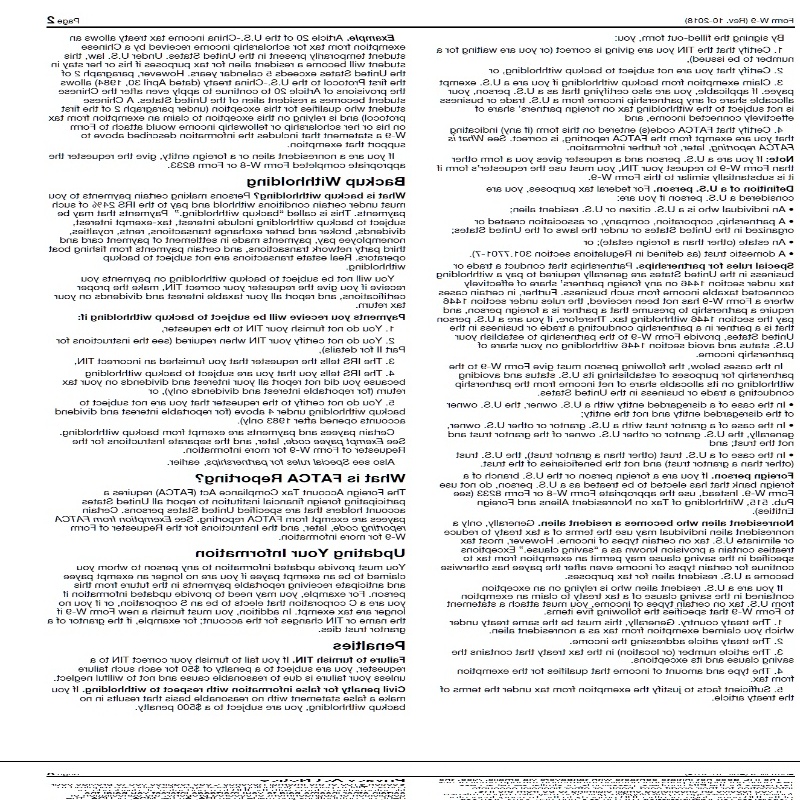 Form W-9 (Rev. 10-2018)
Page 2
By signing the filled-out form, you:
1. Certify that the TIN you are giving is correct (or you are waiting for a
number to be issued),
2. Certify that you are not subject to backup withholding, or
3. Claim exemption from backup withholding if you are a U.S. exempt
payee. If applicable, you are also certifying that as a U.S. person, your
allocable share of any partnership income from a U.S. trade or business
is not subject to the withholding tax on foreign partners' share of
effectively connected income, and
4. Certify that FATCA code(s) entered on this form (if any) indicating
that you are exempt from the FATCA reporting, is correct. See What is
FATCA reporting, later, for further information.
Note: If you are a U.S. person and a requester gives you a form other
than Form W-9 to request your TIN, you must use the requester's form if
it is substantially similar to this Form W-9.
Definition of a U.S. person. For federal tax purposes, you are
considered a U.S. person if you are:
• An individual who is a U.S. citizen or U.S. resident alien;
• A partnership, corporation, company, or association created or
organized in the United States or under the laws of the United States;
• An estate (other than a foreign estate); or
• A domestic trust (as defined in Regulations section 301.7701-7).
Special rules for partnerships. Partnerships that conduct a trade or
business in the United States are generally required to pay a withholding
tax under section 1446 on any foreign partners' share of effectively
connected taxable income from such business. Further, in certain cases
where a Form W-9 has not been received, the rules under section 1446
require a partnership to presume that a partner is a foreign person, and
pay the section 1446 withholding tax. Therefore, if you are a U.S. person
that is a partner in a partnership conducting a trade or business in the
United States, provide Form W-9 to the partnership to establish your
U.S. status and avoid section 1446 withholding on your share of
partnership income.
In the cases below, the following person must give Form W-9 to the
partnership for purposes of establishing its U.S. status and avoiding
withholding on its allocable share of net income from the partnership
conducting a trade or business in the United States.
• In the case of a disregarded entity with a U.S. owner, the U.S. owner
of the disregarded entity and not the entity;
• In the case of a grantor trust with a U.S. grantor or other U.S. owner,
generally, the U.S. grantor or other U.S. owner of the grantor trust and
not the trust; and
• In the case of a U.S. trust (other than a grantor trust), the U.S. trust
(other than a grantor trust) and not the beneficiaries of the trust.
Foreign person. If you are a foreign person or the U.S. branch of a
foreign bank that has elected to be treated as a U.S. person, do not use
Form W-9. Instead, use the appropriate Form W-8 or Form 8233 (see
Pub. 515, Withholding of Tax on Nonresident Aliens and Foreign
Entities).
Nonresident alien who becomes a resident alien. Generally, only a
nonresident alien individual may use the terms of a tax treaty to reduce
or eliminate U.S. tax on certain types of income. However, most tax
treaties contain a provision known as a "saving clause." Exceptions
specified in the saving clause may permit an exemption from tax to
continue for certain types of income even after the payee has otherwise
become a U.S. resident alien for tax purposes.
If you are a U.S. resident alien who is relying on an exception
contained in the saving clause of a tax treaty to claim an exemption
from U.S. tax on certain types of income, you must attach a statement
to Form W-9 that specifies the following five items.
1. The treaty country. Generally, this must be the same treaty under
which you claimed exemption from tax as a nonresident alien.
2. The treaty article addressing the income.
3. The article number (or location) in the tax treaty that contains the
saving clause and its exceptions.
4. The type and amount of income that qualifies for the exemption
from tax.
5. Sufficient facts to justify the exemption from tax under the terms of
the treaty article.
Example. Article 20 of the U.S.-China income tax treaty allows an
exemption from tax for scholarship income received by a Chinese
student temporarily present in the United States. Under U.S. law, this
student will become a resident alien for tax purposes if his or her stay in
the United States exceeds 5 calendar years. However, paragraph 2 of
the first Protocol to the U.S.-China treaty (dated April 30, 1984) allows
the provisions of Article 20 to continue to apply even after the Chinese
student becomes a resident alien of the United States. A Chinese
student who qualifies for this exception (under paragraph 2 of the first
protocol) and is relying on this exception to claim an exemption from tax
on his or her scholarship or fellowship income would attach to Form
W-9 a statement that includes the information described above to
support that exemption.
If you are a nonresident alien or a foreign entity, give the requester the
appropriate completed Form W-8 or Form 8233.
Backup Withholding
What is backup withholding? Persons making certain payments to you
must under certain conditions withhold and pay to the IRS 24% of such
payments. This is called "backup withholding." Payments that may be
subject to backup withholding include interest, tax-exempt interest,
dividends, broker and barter exchange transactions, rents, royalties,
nonemployee pay, payments made in settlement of payment card and
third party network transactions, and certain payments from fishing boat
operators. Real estate transactions are not subject to backup
withholding.
You will not be subject to backup withholding on payments you
receive if you give the requester your correct TIN, make the proper
certifications, and report all your taxable interest and dividends on your
tax return.
Payments you receive will be subject to backup withholding if:
1. You do not furnish your TIN to the requester,
2. You do not certify your TIN when required (see the instructions for
Part II for details),
3. The IRS tells the requester that you furnished an incorrect TIN,
4. The IRS tells you that you are subject to backup withholding
because you did not report all your interest and dividends on your tax
return (for reportable interest and dividends only), or
5. You do not certify to the requester that you are not subject to
backup withholding under 4 above (for reportable interest and dividend
accounts opened after 1983 only).
Certain payees and payments are exempt from backup withholding.
See Exempt payee code, later, and the separate Instructions for the
Requester of Form W-9 for more information.
Also see Special rules for partnerships, earlier.
What is FATCA Reporting?
The Foreign Account Tax Compliance Act (FATCA) requires a
participating foreign financial institution to report all United States
account holders that are specified United States persons. Certain
payees are exempt from FATCA reporting. See Exemption from FATCA
reporting code, later, and the Instructions for the Requester of Form
W-9 for more information.
Updating Your Information
You must provide updated information to any person to whom you
claimed to be an exempt payee if you are no longer an exempt payee
and anticipate receiving reportable payments in the future from this
person. For example, you may need to provide updated information if
you are a C corporation that elects to be an S corporation, or if you no
longer are tax exempt. In addition, you must furnish a new Form W-9 if
the name or TIN changes for the account; for example, if the grantor of a
grantor trust dies.
Penalties
Failure to furnish TIN. If you fail to furnish your correct TIN to a
requester, you are subject to a penalty of $50 for each such failure
unless your failure is due to reasonable cause and not to willful neglect.
Civil penalty for false information with respect to withholding. If you
make a false statement with no reasonable basis that results in no
backup withholding, you are subject to a $500 penalty.